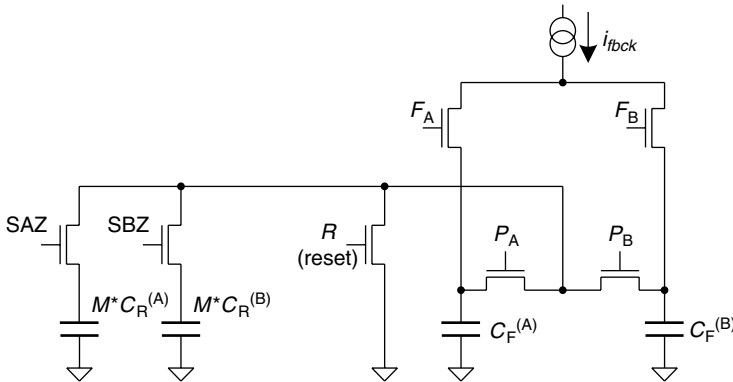 i_fbck
F_A
F_B
SAZ
SBZ
R
(reset)
P_A
P_B
M*C_R^(A)
M*C_R^(B)
C_F^(A)
C_F^(B)